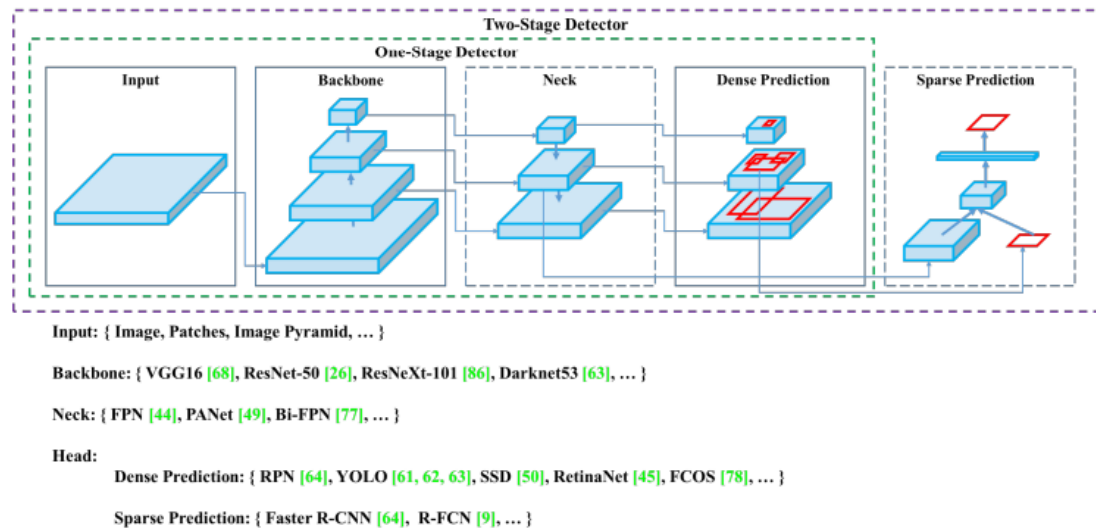 Two-Stage Detector
One-Stage Detector
Input
Backbone
Neck
Dense Prediction
Sparse Prediction
Input: { Image, Patches, Image Pyramid, … }
Backbone: { VGG16 [68], ResNet-50 [26], ResNeXt-101 [86], Darknet53 [63], … }
Neck: { FPN [44], PANet [49], Bi-FPN [77], … }
Head:
Dense Prediction: { RPN [64], YOLO [61, 62, 63], SSD [50], RetinaNet [45], FCOS [78], … }
Sparse Prediction: { Faster R-CNN [64], R-FCN [9], … }